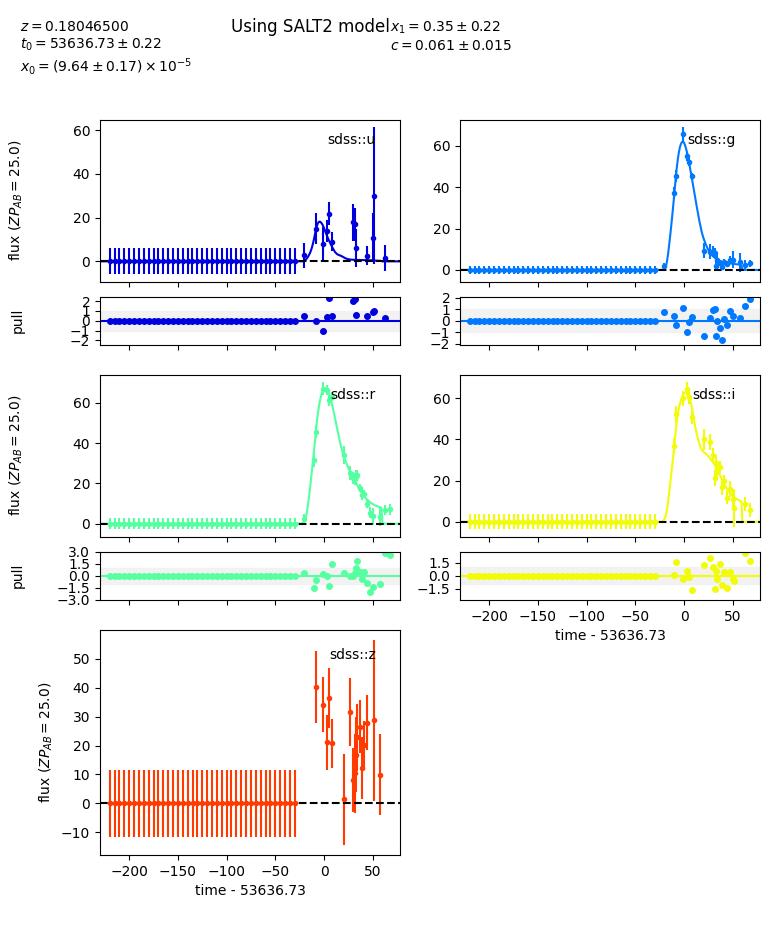 Using SALT2 model
z = 0.18046500
t₀ = 53636.73 ± 0.22
x₀ = (9.64 ± 0.17) × 10⁻⁵
x₁ = 0.35 ± 0.22
c = 0.061 ± 0.015
flux (ZP_AB = 25.0)
60
40
20
0
sdss::u
60
40
20
0
sdss::g
pull
2
1
0
−1
−2
2
1
0
−1
−2
flux (ZP_AB = 25.0)
60
40
20
0
sdss::r
60
40
20
0
sdss::i
pull
3.0
1.5
0.0
−1.5
−3.0
1.5
0.0
−1.5
−200 −150 −100 −50 0 50
time - 53636.73
flux (ZP_AB = 25.0)
50
40
30
20
10
0
−10
sdss::z
−200 −150 −100 −50 0 50
time - 53636.73